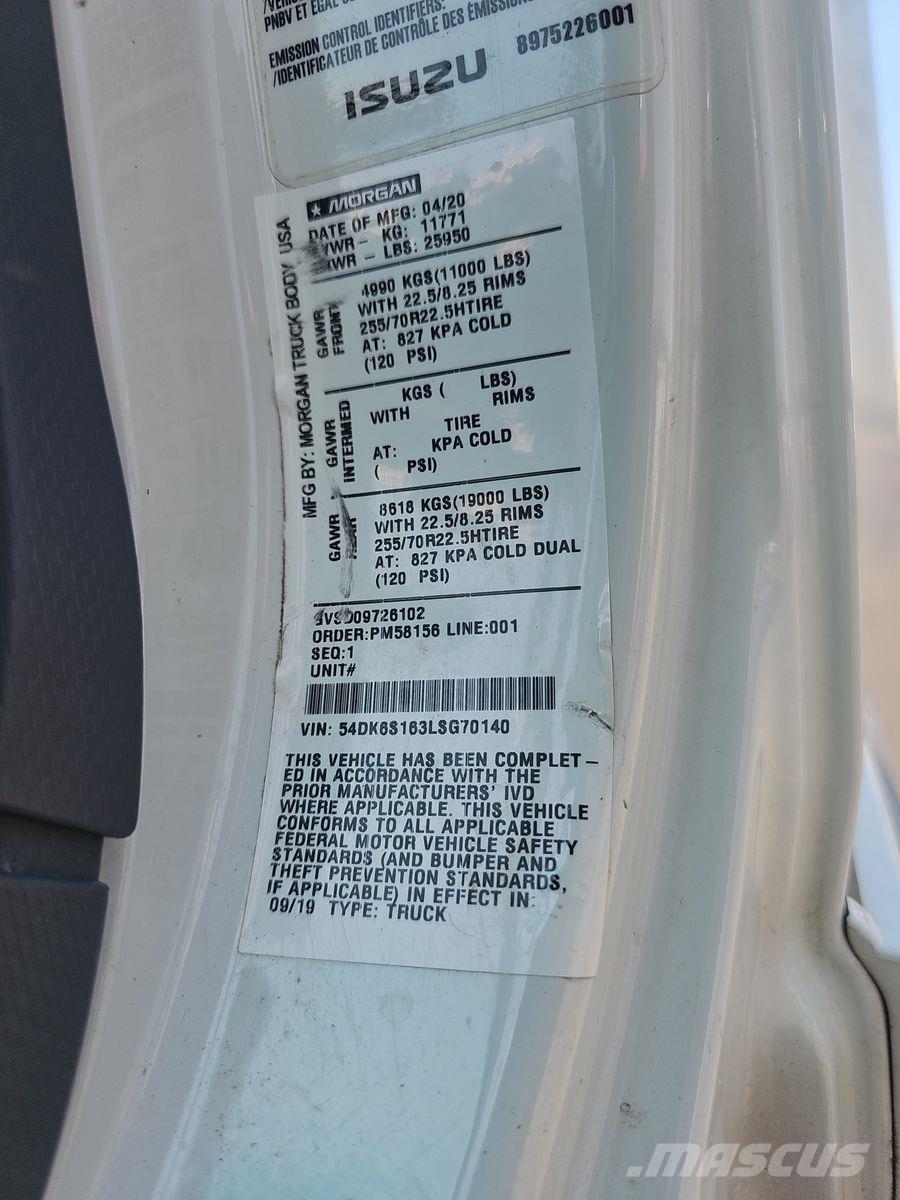 /VEHIC
PNBV ET ÉGAL
EMISSION CONTROL IDENTIFIERS:
/IDENTIFICATEUR DE CONTRÔLE DES ÉMISSION
8975226001
ISUZU
MORGAN
MFG BY: MORGAN TRUCK BODY, USA
DATE OF MFG: 04/20
VWR - KG: 11771
VWR - LBS: 25950
GAWR FRONT
4990 KGS(11000 LBS)
WITH 22.5/8.25 RIMS
255/70R22.5HTIRE
AT: 827 KPA COLD
(120 PSI)
GAWR INTERMED
KGS ( LBS)
WITH RIMS
TIRE
AT: KPA COLD
( PSI)
GAWR REAR
8618 KGS(19000 LBS)
WITH 22.5/8.25 RIMS
255/70R22.5HTIRE
AT: 827 KPA COLD DUAL
(120 PSI)
ORDER:PM58156 LINE:001
SEQ:1
UNIT#
VIN: 54DK6S163LSG70140
THIS VEHICLE HAS BEEN COMPLET-
ED IN ACCORDANCE WITH THE
PRIOR MANUFACTURERS' IVD
WHERE APPLICABLE. THIS VEHICLE
CONFORMS TO ALL APPLICABLE
FEDERAL MOTOR VEHICLE SAFETY
STANDARDS (AND BUMPER AND
THEFT PREVENTION STANDARDS,
IF APPLICABLE) IN EFFECT IN:
09/19 TYPE: TRUCK
MASCUS